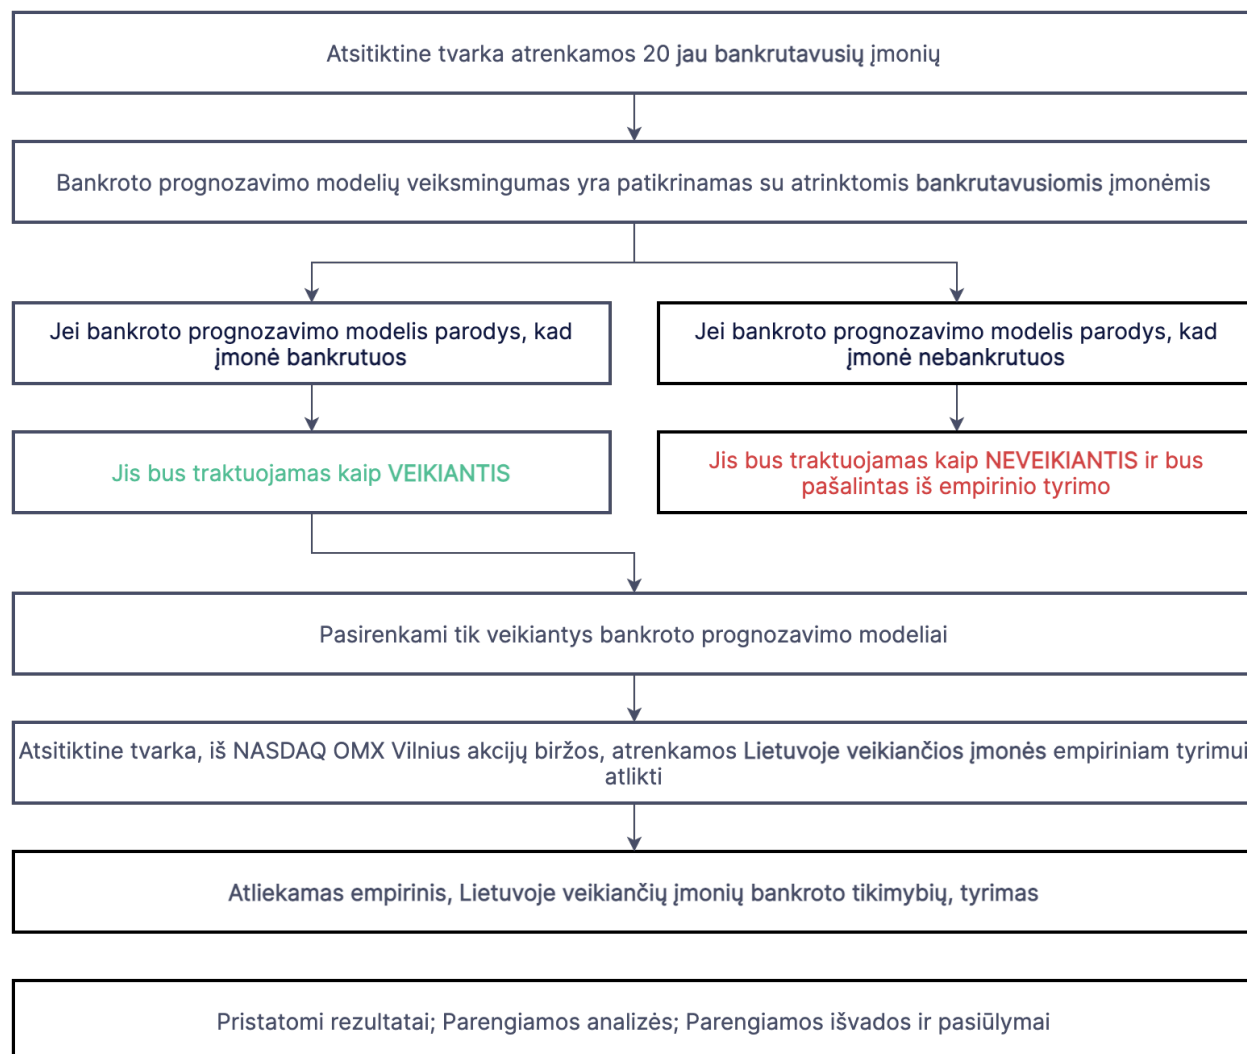 Atsitiktine tvarka atrenkamos 20 jau bankrutavusių įmonių
Bankroto prognozavimo modelių veiksmingumas yra patikrinamas su atrinktomis bankrutavusiomis įmonėmis
Jei bankroto prognozavimo modelis parodys, kad
įmonė bankrutuos
Jei bankroto prognozavimo modelis parodys, kad
įmonė nebankrutuos
Jis bus traktuojamas kaip VEIKIANTIS
Jis bus traktuojamas kaip NEVEIKIANTIS ir bus
pašalintas iš empirinio tyrimo
Pasirenkami tik veikiantys bankroto prognozavimo modeliai
Atsitiktine tvarka, iš NASDAQ OMX Vilnius akcijų biržos, atrenkamos Lietuvoje veikiančios įmonės empiriniam tyrimui
atlikti
Atliekamas empirinis, Lietuvoje veikančių įmonių bankroto tikimybių, tyrimas
Pristatomi rezultatai; Parengiamos analizės; Parengiamos išvados ir pasiūlymai